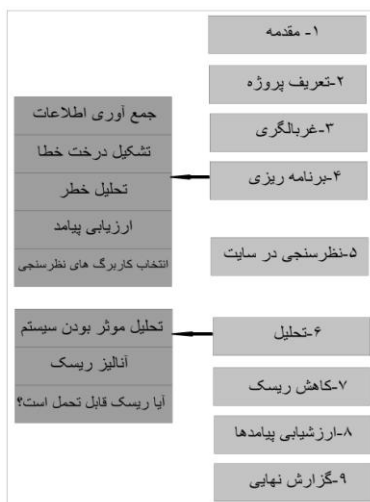 ۱- مقدمه
۲-تعریف پروژه
۳-غربالگری
۴-برنامه ریزی
جمع آوری اطلاعات
تشکیل درخت خطا
تحلیل خطر
ارزیابی پیامد
انتخاب کاربرگ های نظرسنجی
۵-نظرسنجی در سایت
۶-تحلیل
تحلیل موثر بودن سیستم
آنالیز ریسک
آیا ریسک قابل تحمل است؟
۷-کاهش ریسک
۸-ارزشیابی پیامدها
۹-گزارش نهایی